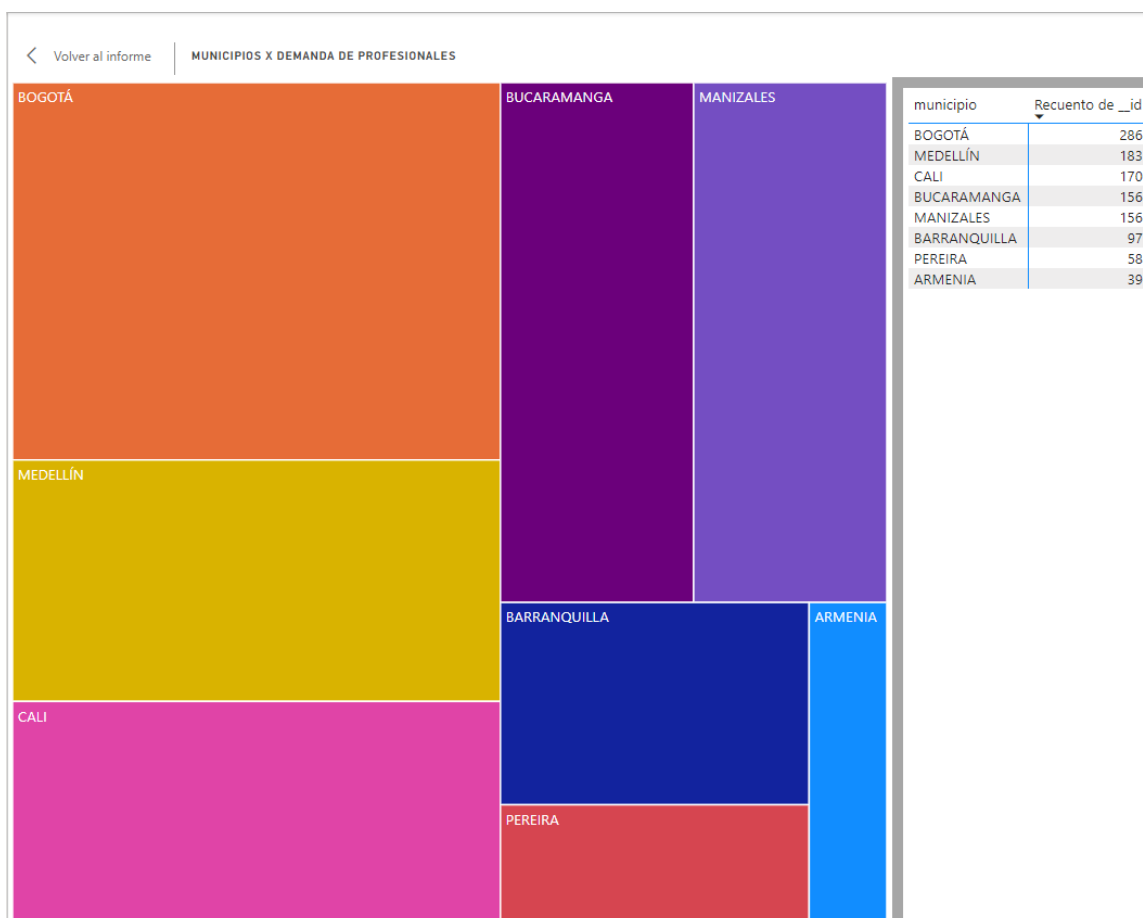 Volver al informe
MUNICIPIOS X DEMANDA DE PROFESIONALES
BOGOTÁ
BUCARAMANGA
MANIZALES
MEDELLÍN
CALI
BARRANQUILLA
ARMENIA
PEREIRA
municipio Recuento de __id
BOGOTÁ 286
MEDELLÍN 183
CALI 170
BUCARAMANGA 156
MANIZALES 156
BARRANQUILLA 97
PEREIRA 58
ARMENIA 39